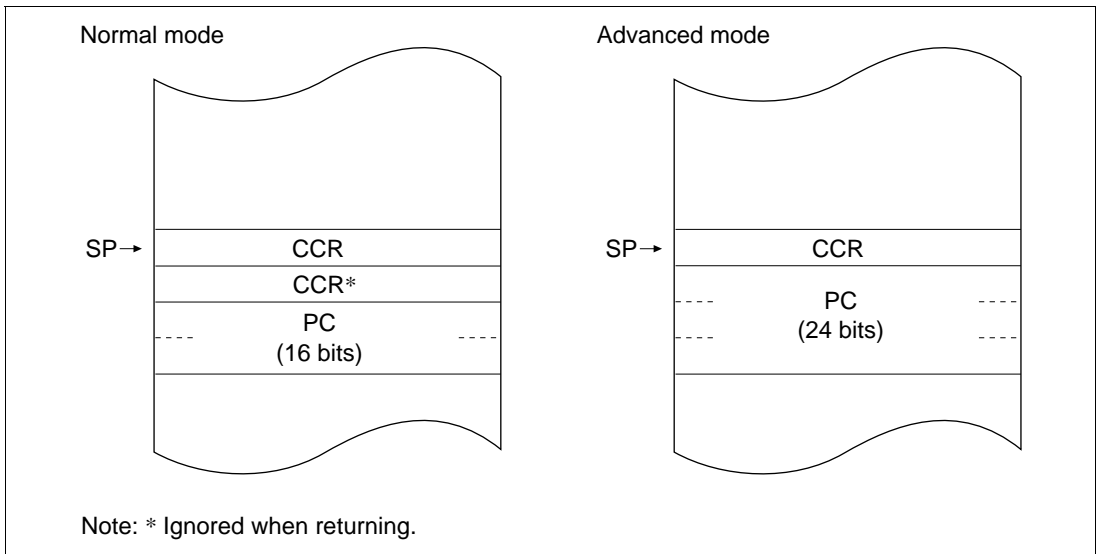 Normal mode
SP→ CCR
CCR*
PC
(16 bits)
Advanced mode
SP→ CCR
PC
(24 bits)
Note: * Ignored when returning.